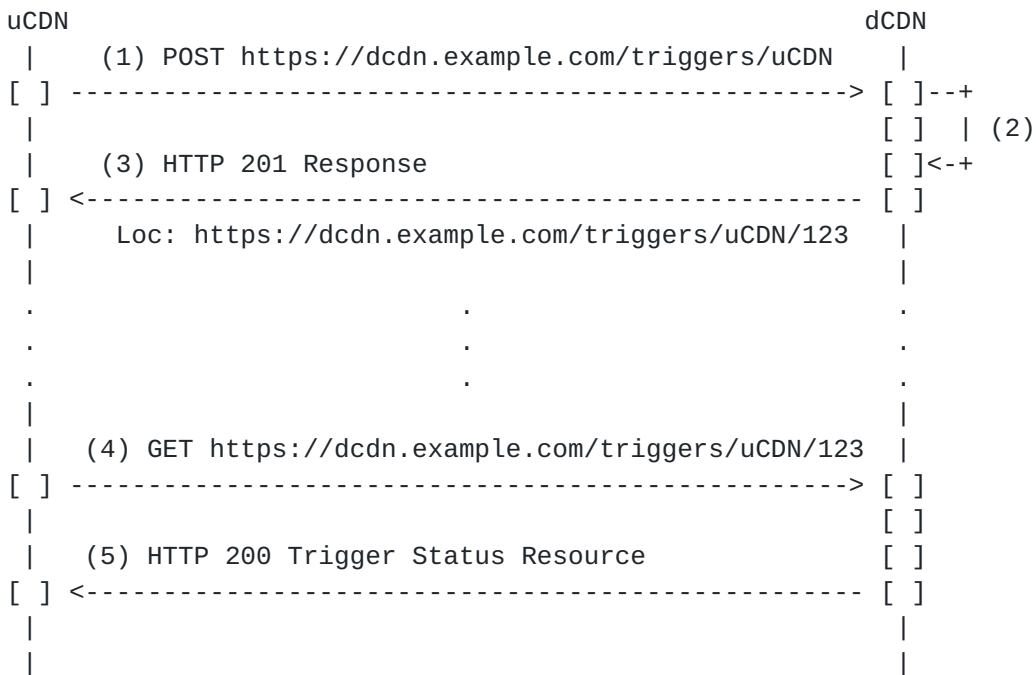 uCDN                                                   dCDN
 |    (1) POST https://dcdn.example.com/triggers/uCDN    |
[ ] --------------------------------------------------> [ ]--+
 |                                                      [ ]  | (2)
 |    (3) HTTP 201 Response                             [ ]<-+
[ ] <-------------------------------------------------- [ ]
 |     Loc: https://dcdn.example.com/triggers/uCDN/123   |
 |                                                       |
 .                           .                           .
 .                           .                           .
 .                           .                           .
 |                                                       |
 |   (4) GET https://dcdn.example.com/triggers/uCDN/123  |
[ ] --------------------------------------------------> [ ]
 |                                                      [ ]
 |   (5) HTTP 200 Trigger Status Resource               [ ]
[ ] <-------------------------------------------------- [ ]
 |                                                       |
 |                                                       |